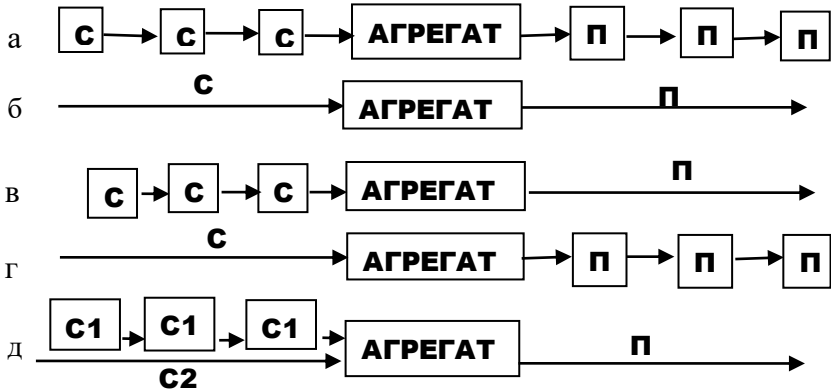 а С С С АГРЕГАТ П П П
б С АГРЕГАТ П
в С С С АГРЕГАТ П
г С АГРЕГАТ П П П
д С1 С1 С1 АГРЕГАТ П
С2